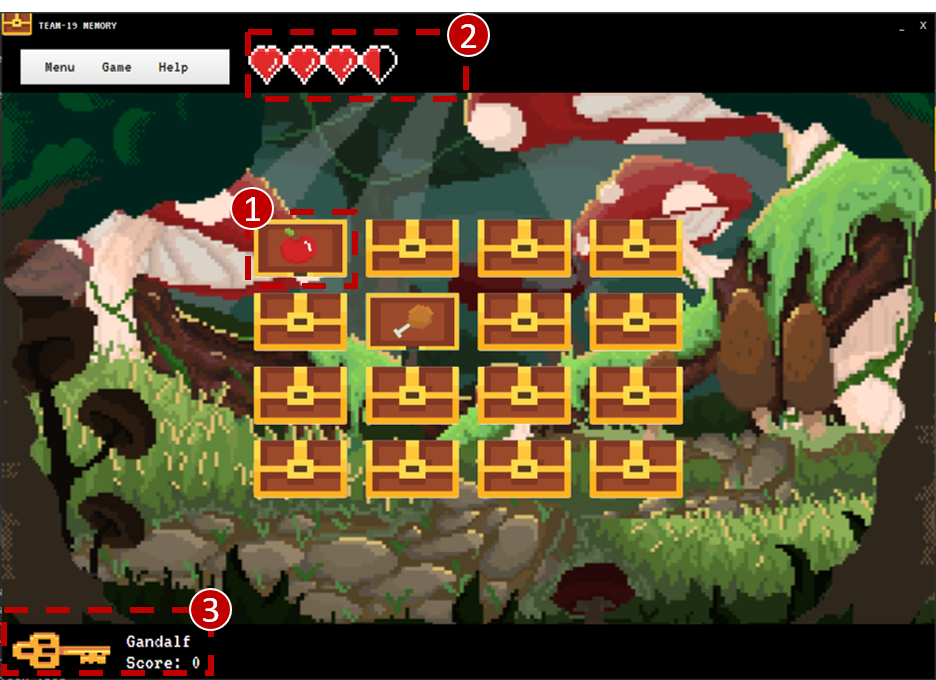 TEAM-19 MEMORY
_ X
2
Menu Game Help
1
3
Gandalf
Score: 0